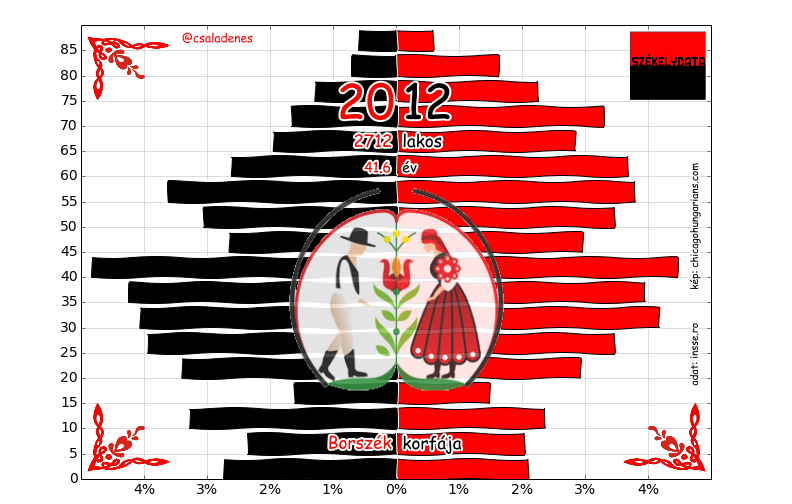 @csaladenes
SZÉKELYDATA
2012
2712 lakos
41,6 év
Borszék korfája
kép: chicagohungarians.com
adat: insse.ro
85
80
75
70
65
60
55
50
45
40
35
30
25
20
15
10
5
0
4% 3% 2% 1% 0% 1% 2% 3% 4%